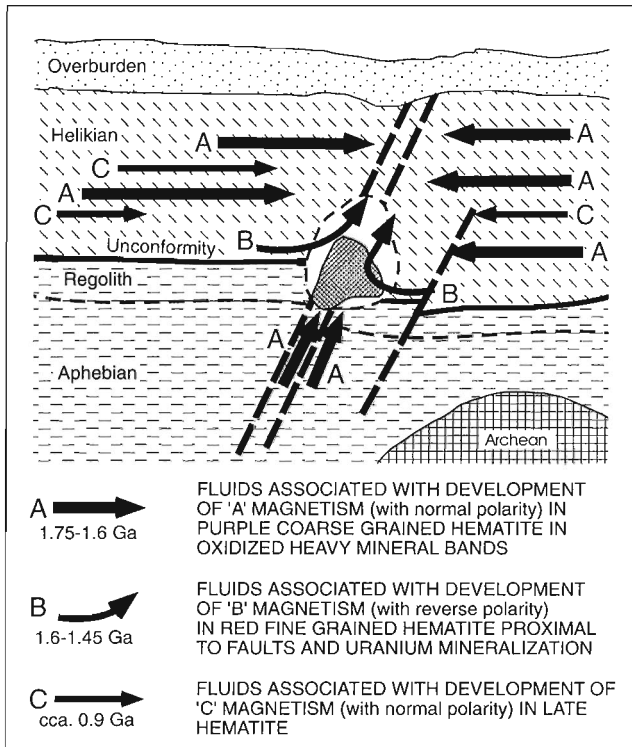 Overburden
Helikian
A
A
C
A
A
C
C
B
Unconformity
A
Regolith
B
A
Aphebian
A
Archean
A
1.75-1.6 Ga
FLUIDS ASSOCIATED WITH DEVELOPMENT
OF 'A' MAGNETISM (with normal polarity) IN
PURPLE COARSE GRAINED HEMATITE IN
OXIDIZED HEAVY MINERAL BANDS
B
1.6-1.45 Ga
FLUIDS ASSOCIATED WITH DEVELOPMENT
OF 'B' MAGNETISM (with reverse polarity)
IN RED FINE GRAINED HEMATITE PROXIMAL
TO FAULTS AND URANIUM MINERALIZATION
C
cca. 0.9 Ga
FLUIDS ASSOCIATED WITH DEVELOPMENT OF
'C' MAGNETISM (with normal polarity) IN LATE
HEMATITE